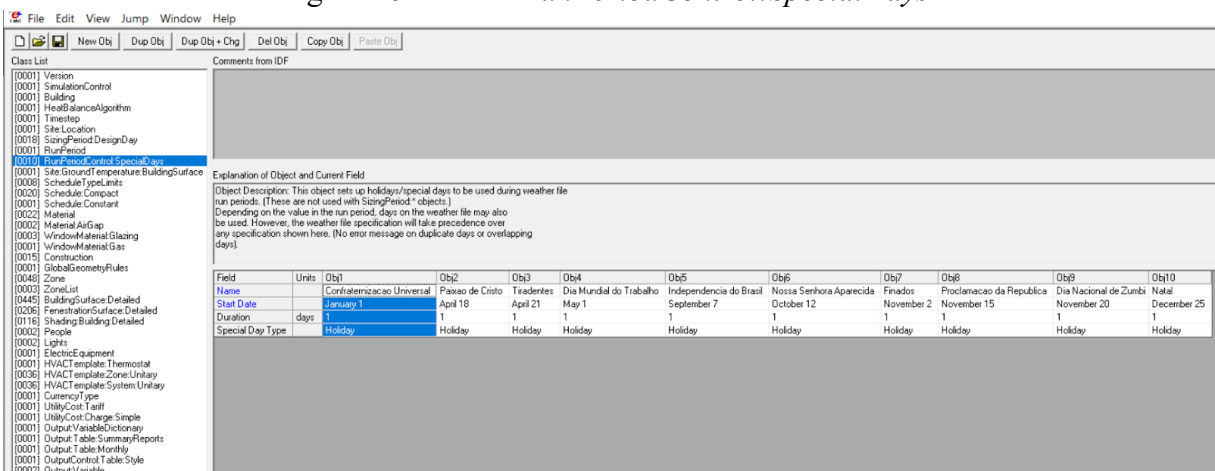 File Edit View Jump Window Help
New Obj Dup Obj Dup Obj + Chg Del Obj Copy Obj Paste Obj
Class List
[0001] Version
[0001] SimulationControl
[0001] Building
[0001] HeatBalanceAlgorithm
[0001] Timestep
[0001] Site:Location
[0018] SizingPeriod:DesignDay
[0001] RunPeriod
[0010] RunPeriodControl:SpecialDays
[0001] Site:GroundTemperature:BuildingSurface
[0008] ScheduleTypeLimits
[0020] Schedule:Compact
[0001] Schedule:Constant
[0022] Material
[0002] Material:AirGap
[0003] WindowMaterial:Glazing
[0001] WindowMaterial:Gas
[0015] Construction
[0001] GlobalGeometryRules
[0048] Zone
[0003] ZoneList
[0445] BuildingSurface:Detailed
[0206] FenestrationSurface:Detailed
[0116] Shading:Building:Detailed
[0002] People
[0002] Lights
[0001] ElectricEquipment
[0001] HVACTemplate:Thermostat
[0036] HVACTemplate:Zone:Unitary
[0036] HVACTemplate:System:Unitary
[0001] CurrencyType
[0001] UtilityCost:Tariff
[0001] UtilityCost:Charge:Simple
[0001] Output:VariableDictionary
[0001] Output:Table:SummaryReports
[0001] Output:Table:Monthly
[0001] OutputControl:Table:Style
[0002] Output:Variable
Comments from IDF
Explanation of Object and Current Field
Object Description: This object sets up holidays/special days to be used during weather file
run periods. (These are not used with SizingPeriod:* objects.)
Depending on the value in the run period, days on the weather file may also
be used. However, the weather file specification will take precedence over
any specification shown here. (No error message on duplicate days or overlapping
days).
Field Units Obj1 Obj2 Obj3 Obj4 Obj5 Obj6 Obj7 Obj8 Obj9 Obj10
Name Confraternizacao Universal Paixao de Cristo Tiradentes Dia Mundial do Trabalho Independencia do Brasil Nossa Senhora Aparecida Finados Proclamacao da Republica Dia Nacional de Zumbi Natal
Start Date January 1 April 18 April 21 May 1 September 7 October 12 November 2 November 15 November 20 December 25
Duration days 1 1 1 1 1 1 1 1 1 1
Special Day Type Holiday Holiday Holiday Holiday Holiday Holiday Holiday Holiday Holiday Holiday